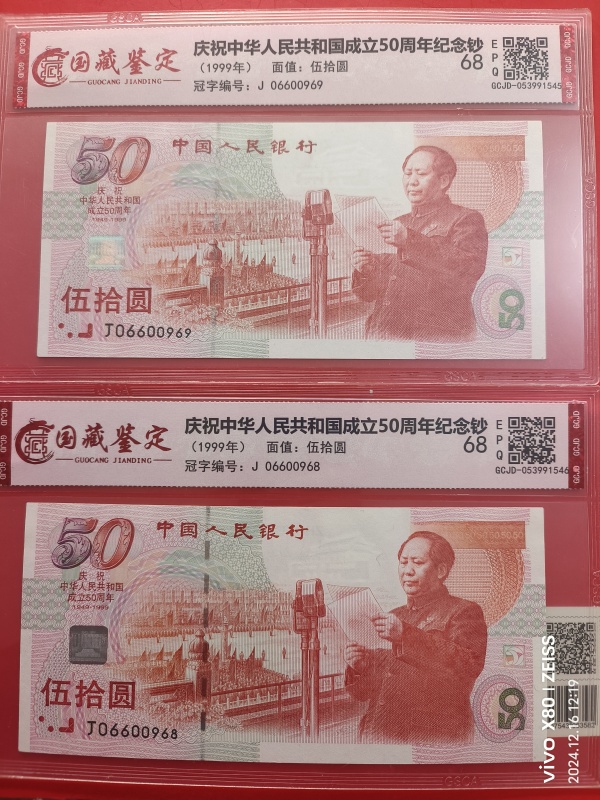 国藏鉴定
GUOCANG JIANDING
庆祝中华人民共和国成立50周年纪念钞
(1999年) 面值：伍拾圆
冠字编号：J 06600969
68
EPQ
GCJD-053991545
50
中国人民银行
庆祝
中华人民共和国
成立50周年
1949-1999
伍拾圆
J06600969
50
国藏鉴定
GUOCANG JIANDING
庆祝中华人民共和国成立50周年纪念钞
(1999年) 面值：伍拾圆
冠字编号：J 06600968
68
EPQ
GCJD-053991546
50
中国人民银行
庆祝
中华人民共和国
成立50周年
1949-1999
伍拾圆
J06600968
50
vivo X80 | ZEISS
2024.12.16 12:19